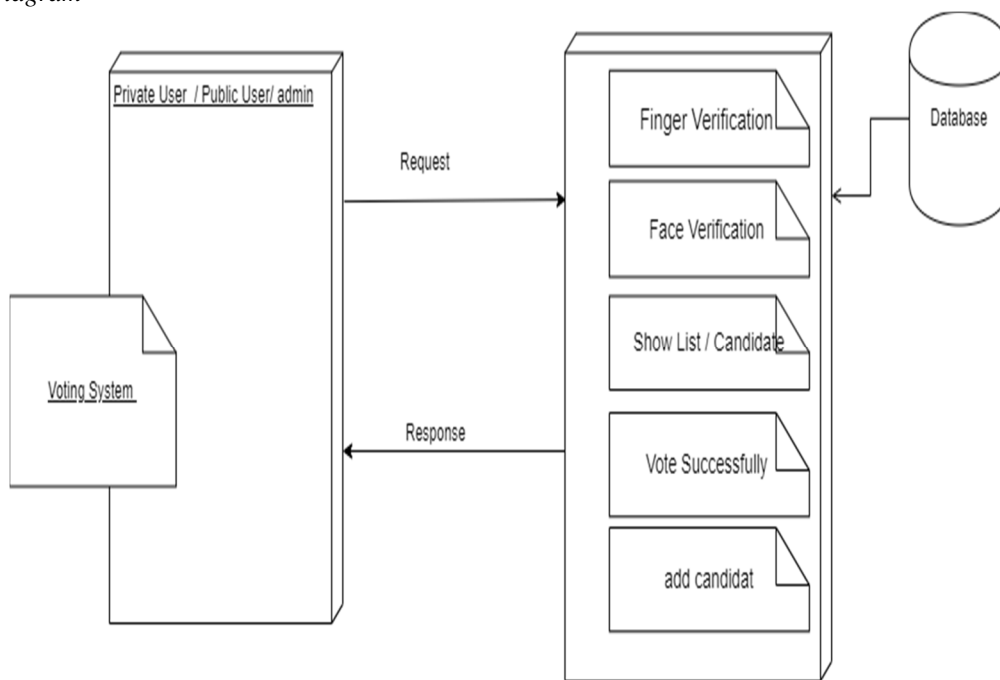 Private User / Public User/ admin
Request
Finger Verification
Database
Face Verification
Show List / Candidate
Voting System
Response
Vote Successfully
add candidat